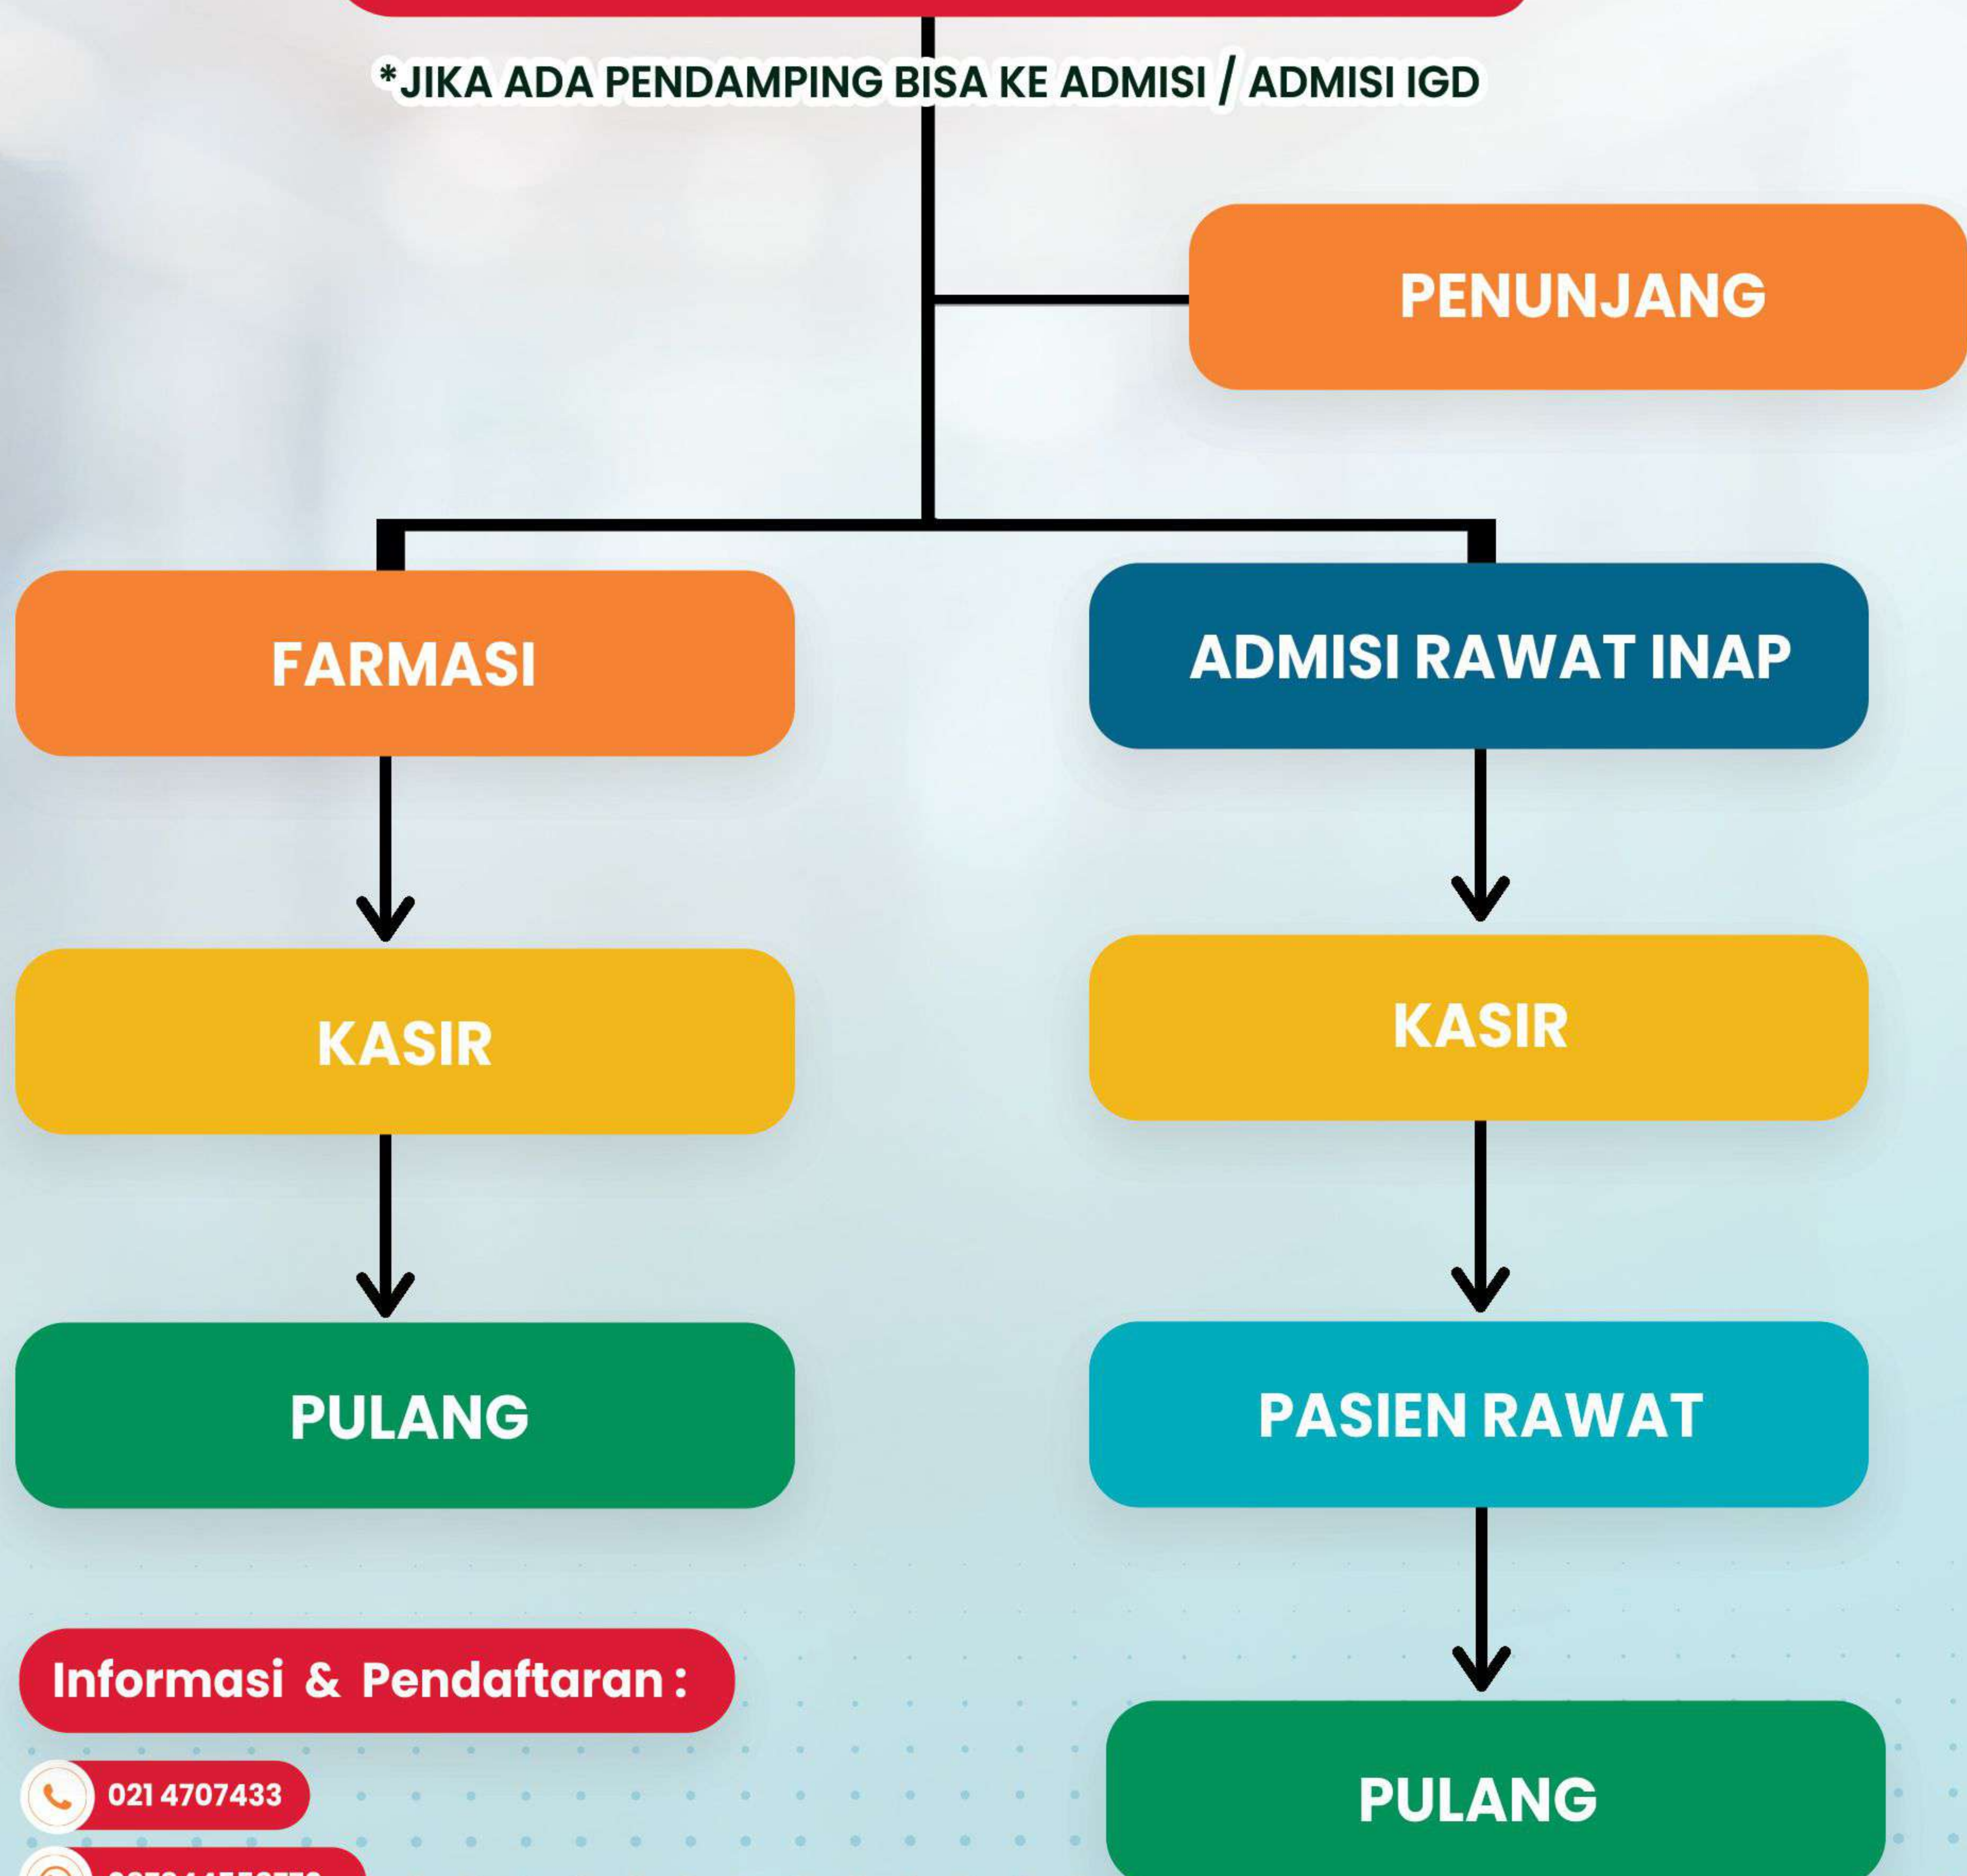 *JIKA ADA PENDAMPING BISA KE ADMISI / ADMISI IGD
PENUNJANG
FARMASI
ADMISI RAWAT INAP
KASIR
KASIR
PULANG
PASIEN RAWAT
Informasi & Pendaftaran :
021 4707433
PULANG